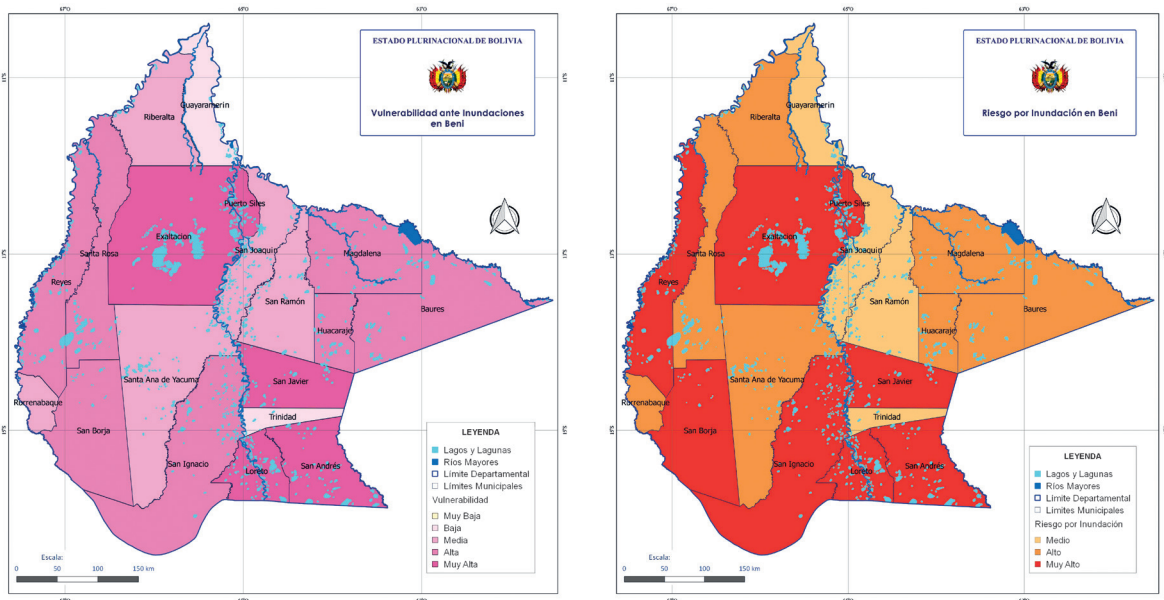 67°O
65°O
63°O
ESTADO PLURINACIONAL DE BOLIVIA
Vulnerabilidad ante Inundaciones
en Beni
Guayaramerín
Riberalta
Puerto Siles
Exaltacion
San Joaquin
Santa Rosa
Magdalena
Reyes
San Ramón
Baures
Huacaraje
Santa Ana de Yacuma
San Javier
Rurrenabaque
Trinidad
San Borja
San Ignacio
Loreto
San Andrés
LEYENDA
Lagos y Lagunas
Ríos Mayores
Límite Departamental
Límites Municipales
Vulnerabilidad
Muy Baja
Baja
Media
Alta
Muy Alta
Escala:
0 50 100 150 km
ESTADO PLURINACIONAL DE BOLIVIA
Riesgo por Inundación en Beni
Guayaramerín
Riberalta
Puerto Siles
Exaltacion
San Joaquin
Santa Rosa
Magdalena
Reyes
San Ramón
Baures
Huacaraje
Santa Ana de Yacuma
San Javier
Rurrenabaque
Trinidad
San Borja
San Ignacio
Loreto
San Andrés
LEYENDA
Lagos y Lagunas
Ríos Mayores
Límite Departamental
Límites Municipales
Riesgo por Inundación
Medio
Alto
Muy Alto
Escala:
0 50 100 150 km